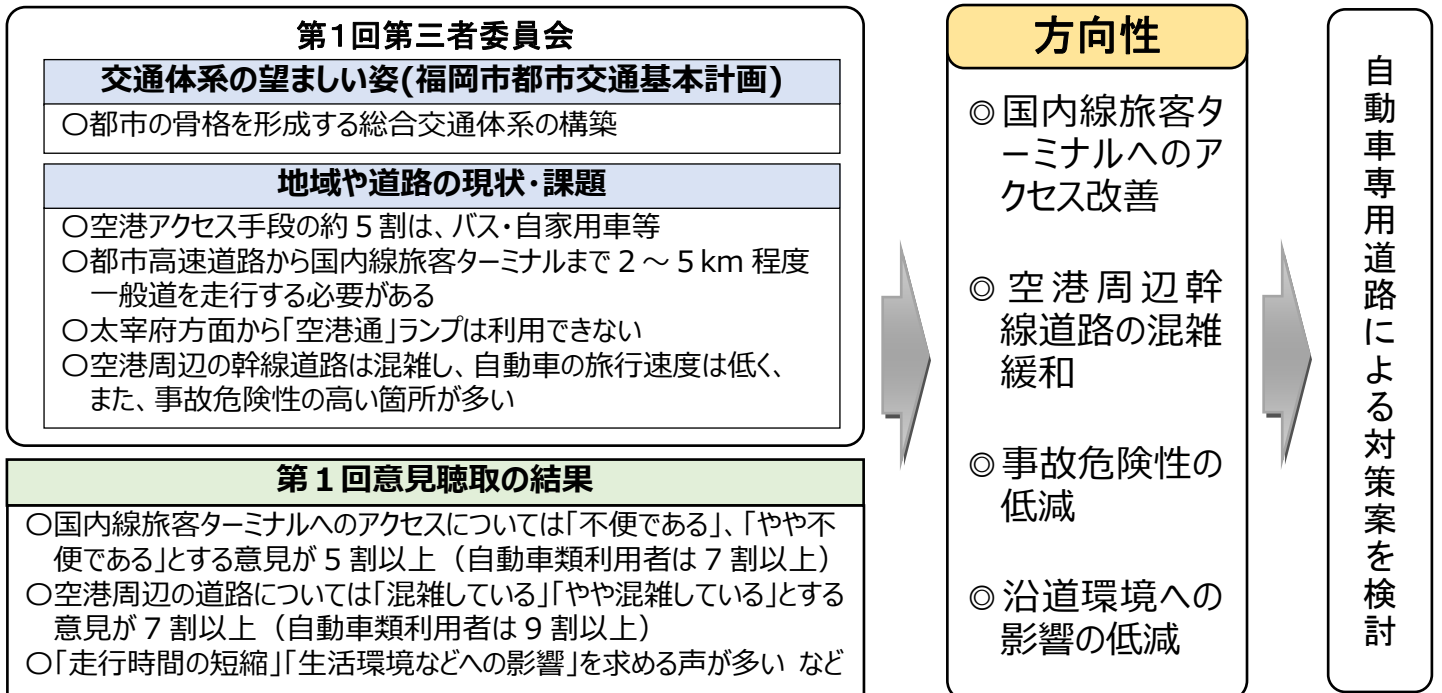 第1回第三者委員会
交通体系の望ましい姿(福岡市都市交通基本計画)
〇都市の骨格を形成する総合交通体系の構築
地域や道路の現状・課題
〇空港アクセス手段の約５割は、バス・自家用車等
〇都市高速道路から国内線旅客ターミナルまで２～５km 程度
一般道を走行する必要がある
〇太宰府方面から「空港通」ランプは利用できない
〇空港周辺の幹線道路は混雑し、自動車の旅行速度は低く、
また、事故危険性の高い箇所が多い
第１回意見聴取の結果
〇国内線旅客ターミナルへのアクセスについては「不便である」、「やや不
便である」とする意見が５割以上（自動車類利用者は７割以上）
〇空港周辺の道路については「混雑している」「やや混雑している」とする
意見が７割以上（自動車類利用者は９割以上）
〇「走行時間の短縮」「生活環境などへの影響」を求める声が多い など
方向性
◎国内線旅客タ
ーミナルへのア
クセス改善
◎空港周辺幹
線道路の混雑
緩和
◎事故危険性の
低減
◎沿道環境への
影響の低減
自動車専用道路による対策案を検討